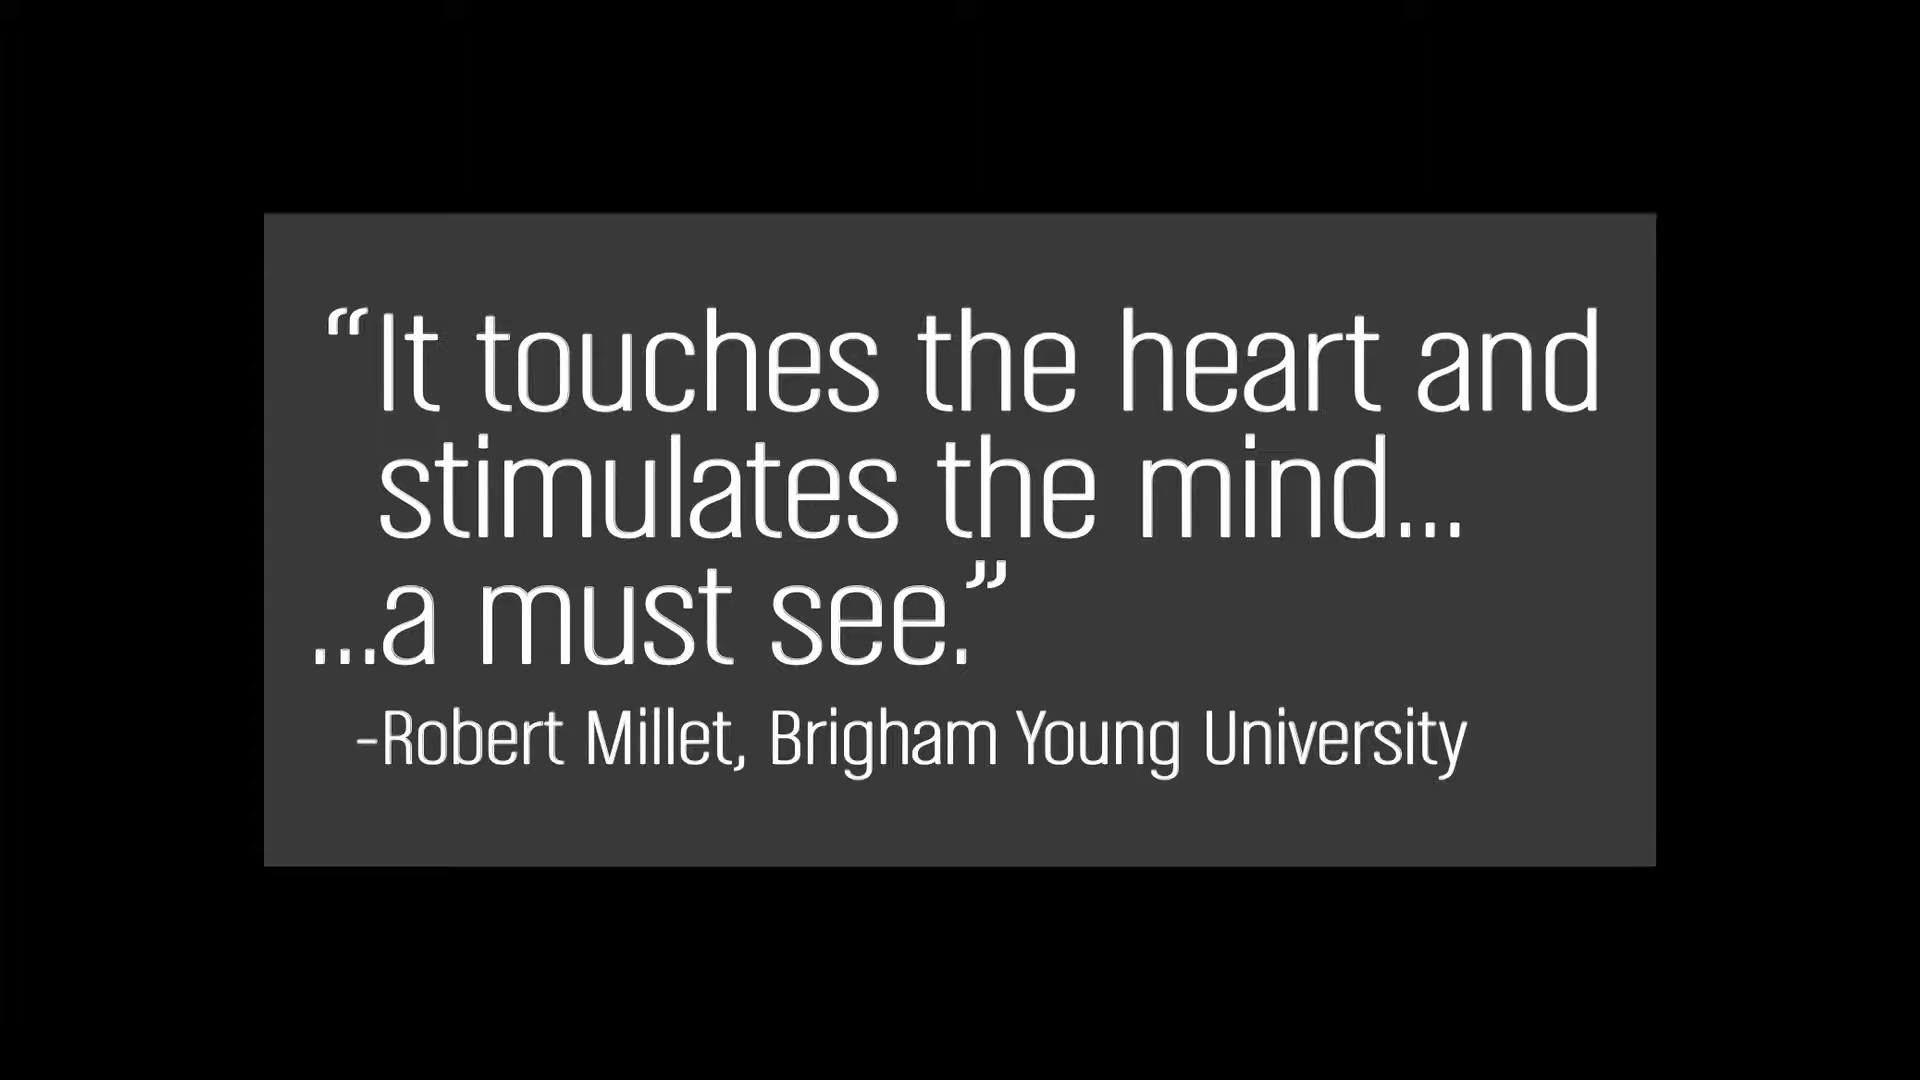 “It touches the heart and
stimulates the mind...
...a must see.”
-Robert Millet, Brigham Young University